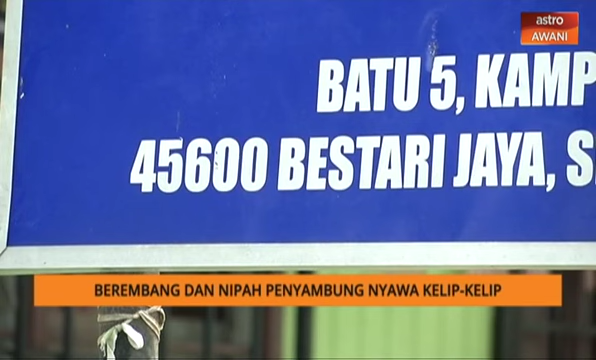 astro
AWANI
BATU 5, KAMP
45600 BESTARI JAYA, S
BEREMBANG DAN NIPAH PENYAMBUNG NYAWA KELIP-KELIP